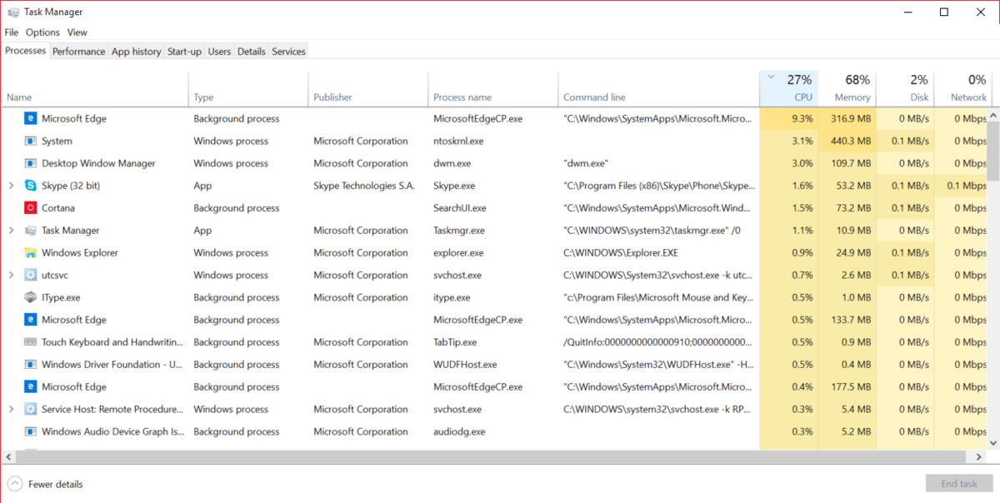 Task Manager
File Options View
Processes Performance App history Start-up Users Details Services
27% 68% 2% 0%
Name Type Publisher Process name Command line CPU Memory Disk Network
Microsoft Edge Background process MicrosoftEdgeCP.exe "C:\Windows\SystemApps\Microsoft.Micro... 9.3% 316.9 MB 0 MB/s 0 Mbps
System Windows process Microsoft Corporation ntoskrnl.exe 3.1% 440.3 MB 0.1 MB/s 0 Mbps
Desktop Window Manager Windows process Microsoft Corporation dwm.exe "dwm.exe" 3.0% 109.7 MB 0 MB/s 0 Mbps
Skype (32 bit) App Skype Technologies S.A. Skype.exe "C:\Program Files (x86)\Skype\Phone\Skype... 1.6% 53.2 MB 0.1 MB/s 0.1 Mbps
Cortana Background process SearchUI.exe "C:\Windows\SystemApps\Microsoft.Wind... 1.5% 73.2 MB 0.1 MB/s 0 Mbps
Task Manager App Microsoft Corporation Taskmgr.exe "C:\WINDOWS\system32\taskmgr.exe" /0 1.1% 10.9 MB 0 MB/s 0 Mbps
Windows Explorer Windows process Microsoft Corporation explorer.exe C:\WINDOWS\Explorer.EXE 0.9% 24.9 MB 0.1 MB/s 0 Mbps
utcsvc Windows process Microsoft Corporation svchost.exe C:\WINDOWS\System32\svchost.exe -k utc... 0.7% 2.6 MB 0.1 MB/s 0 Mbps
IType.exe Background process Microsoft Corporation itype.exe "c:\Program Files\Microsoft Mouse and Key... 0.5% 1.0 MB 0 MB/s 0 Mbps
Microsoft Edge Background process MicrosoftEdgeCP.exe "C:\Windows\SystemApps\Microsoft.Micro... 0.5% 133.7 MB 0 MB/s 0 Mbps
Touch Keyboard and Handwritin... Background process Microsoft Corporation TabTip.exe /QuitInfo:0000000000000910;0000000000... 0.5% 0.9 MB 0 MB/s 0 Mbps
Windows Driver Foundation - U... Background process Microsoft Corporation WUDFHost.exe "C:\Windows\System32\WUDFHost.exe" -H... 0.5% 0.4 MB 0 MB/s 0 Mbps
Microsoft Edge Background process MicrosoftEdgeCP.exe "C:\Windows\SystemApps\Microsoft.Micro... 0.4% 177.5 MB 0 MB/s 0 Mbps
Service Host: Remote Procedure... Windows process Microsoft Corporation svchost.exe C:\WINDOWS\system32\svchost.exe -k RP... 0.3% 5.4 MB 0 MB/s 0 Mbps
Windows Audio Device Graph Is... Background process Microsoft Corporation audiodg.exe 0.3% 5.2 MB 0 MB/s 0 Mbps
Fewer details End task